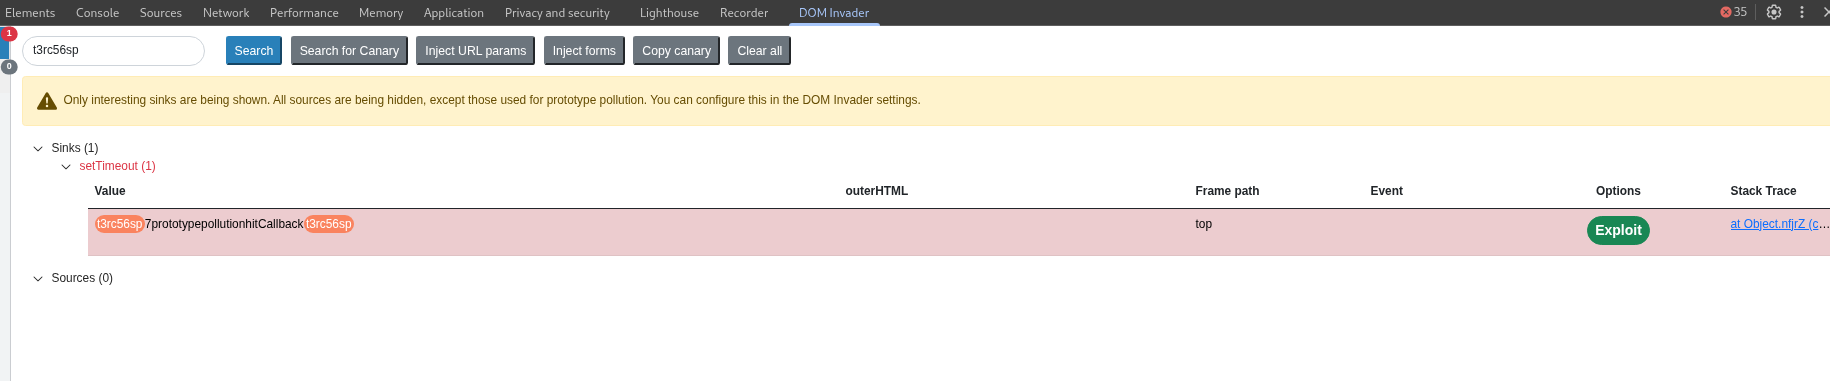 Elements Console Sources Network Performance Memory Application Privacy and security Lighthouse Recorder DOM Invader 35
1
t3rc56sp Search Search for Canary Inject URL params Inject forms Copy canary Clear all
0
Only interesting sinks are being shown. All sources are being hidden, except those used for prototype pollution. You can configure this in the DOM Invader settings.
Sinks (1)
setTimeout (1)
Value outerHTML Frame path Event Options Stack Trace
t3rc56sp7prototypepollutionhitCallbackt3rc56sp top Exploit at Object.nfjrZ (c…
Sources (0)